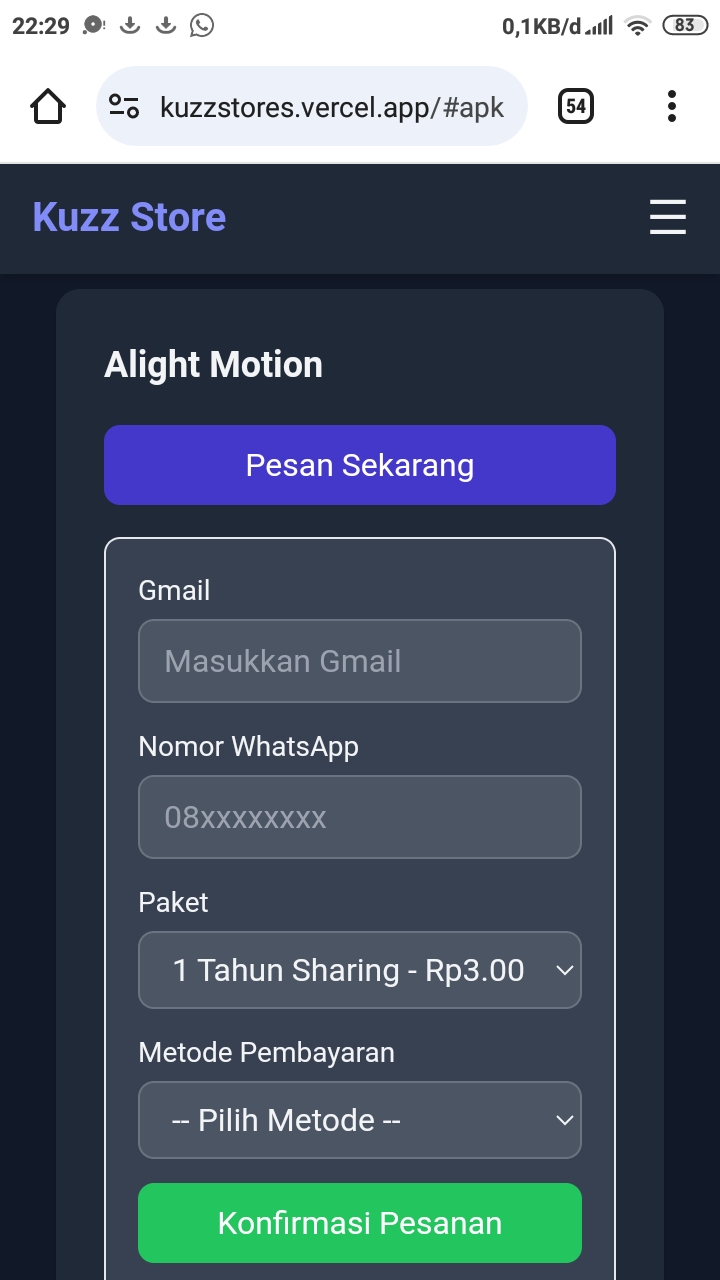 22:29
0,1KB/d
83
kuzzstores.vercel.app/#apk
54
Kuzz Store
Alight Motion
Pesan Sekarang
Gmail
Masukkan Gmail
Nomor WhatsApp
08xxxxxxxx
Paket
1 Tahun Sharing - Rp3.00
Metode Pembayaran
-- Pilih Metode --
Konfirmasi Pesanan